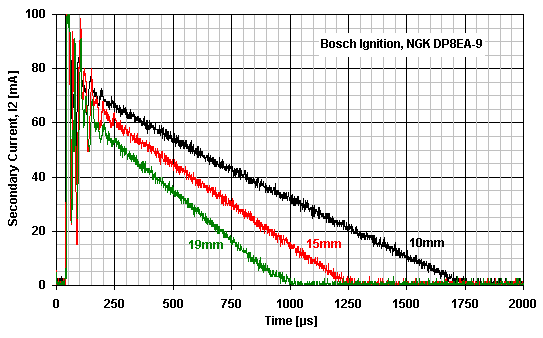 Bosch Ignition, NGK DP8EA-9
Secondary Current, I2 [mA]
100
80
60
40
20
0
19mm
15mm
10mm
0
250
500
750
1000
1250
1500
1750
2000
Time [µs]